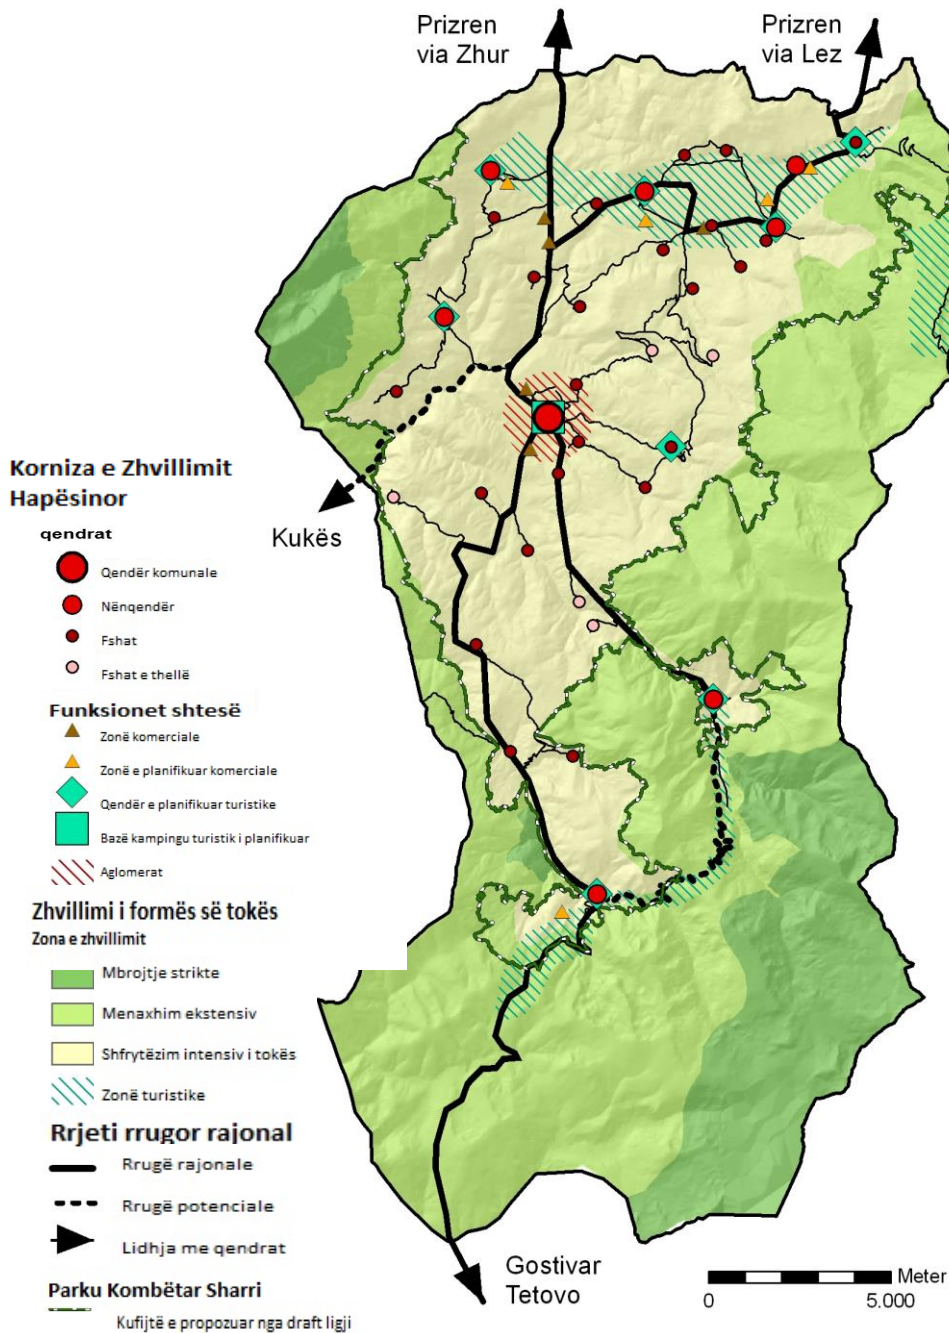 Prizren
via Zhur
Prizren
via Lez
Korniza e Zhvillimit
Hapësinor
qendrat
Qendër komunale
Nënqendër
Fshat
Fshat e thellë
Kukës
Funksionet shtesë
Zonë komerciale
Zonë e planifikuar komerciale
Qendër e planifikuar turistike
Bazë kampingu turistik i planifikuar
Aglomerat
Zhvillimi i formës së tokës
Zona e zhvillimit
Mbrojtje strikte
Menaxhim ekstensiv
Shfrytëzim intensiv i tokës
Zonë turistike
Rrjeti rrugor rajonal
Rrugë rajonale
Rrugë potenciale
Lidhja me qendrat
Parku Kombëtar Sharri
Kufijtë e propozuar nga draft ligji
Gostivar
Tetovo
Meter
0 5.000